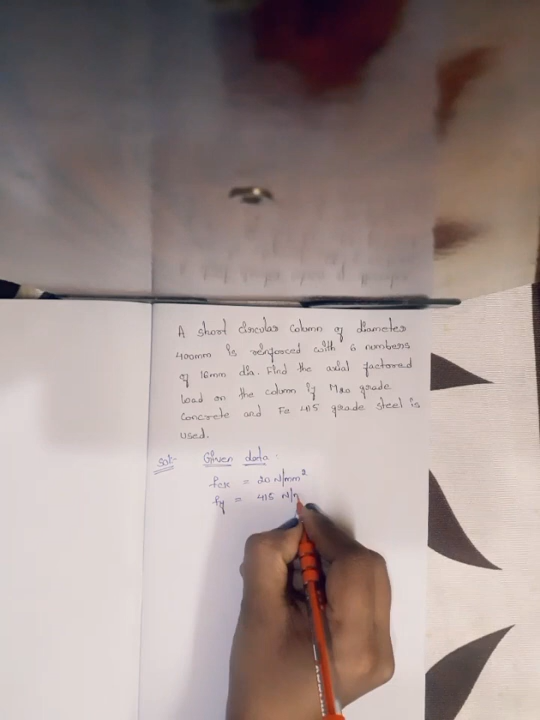 A short circular column of diameter
400mm is reinforced with 6 numbers
of 16mm dia. Find the axial factored
load on the column if M20 grade
concrete and Fe 415 grade steel is
used.
Sol:- Given data:
fck = 20 N/mm²
fy = 415 N/m